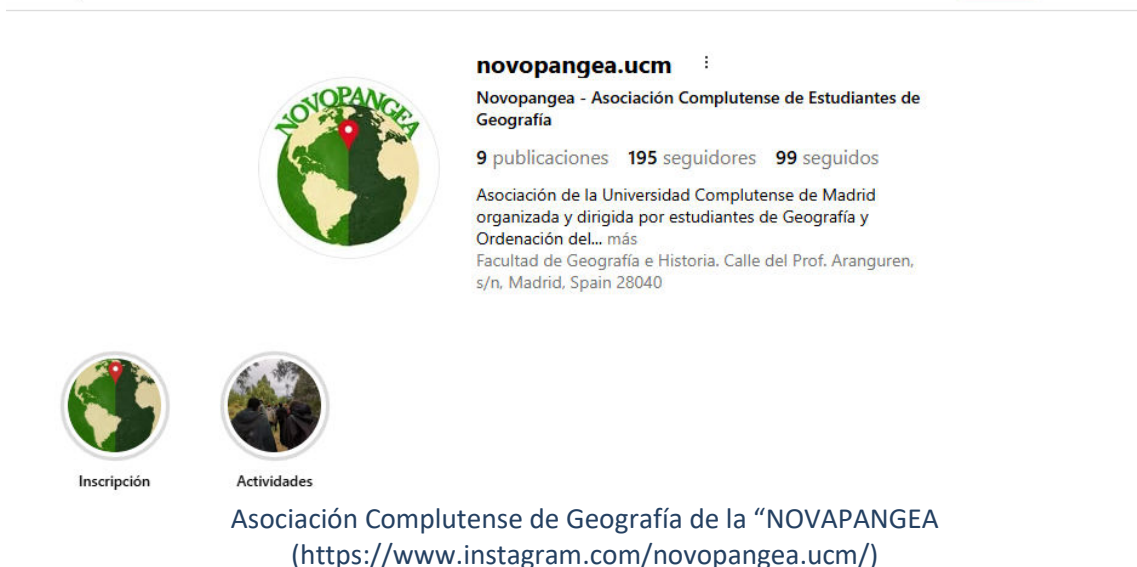 novopangea.ucm
NOVOPANGEA
Novopangea - Asociación Complutense de Estudiantes de
Geografía
9 publicaciones 195 seguidores 99 seguidos
Asociación de la Universidad Complutense de Madrid
organizada y dirigida por estudiantes de Geografía y
Ordenación del... más
Facultad de Geografía e Historia. Calle del Prof. Aranguren,
s/n, Madrid, Spain 28040
Inscripción Actividades
Asociación Complutense de Geografía de la “NOVAPANGEA
(https://www.instagram.com/novopangea.ucm/)